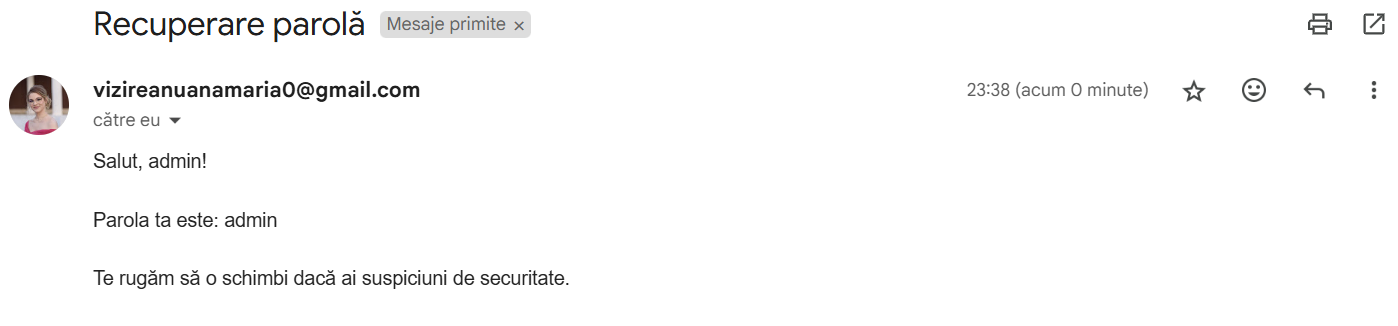 Recuperare parolă Mesaje primite ×
vizireanuanamaria0@gmail.com 23:38 (acum 0 minute)
către eu
Salut, admin!
Parola ta este: admin
Te rugăm să o schimbi dacă ai suspiciuni de securitate.